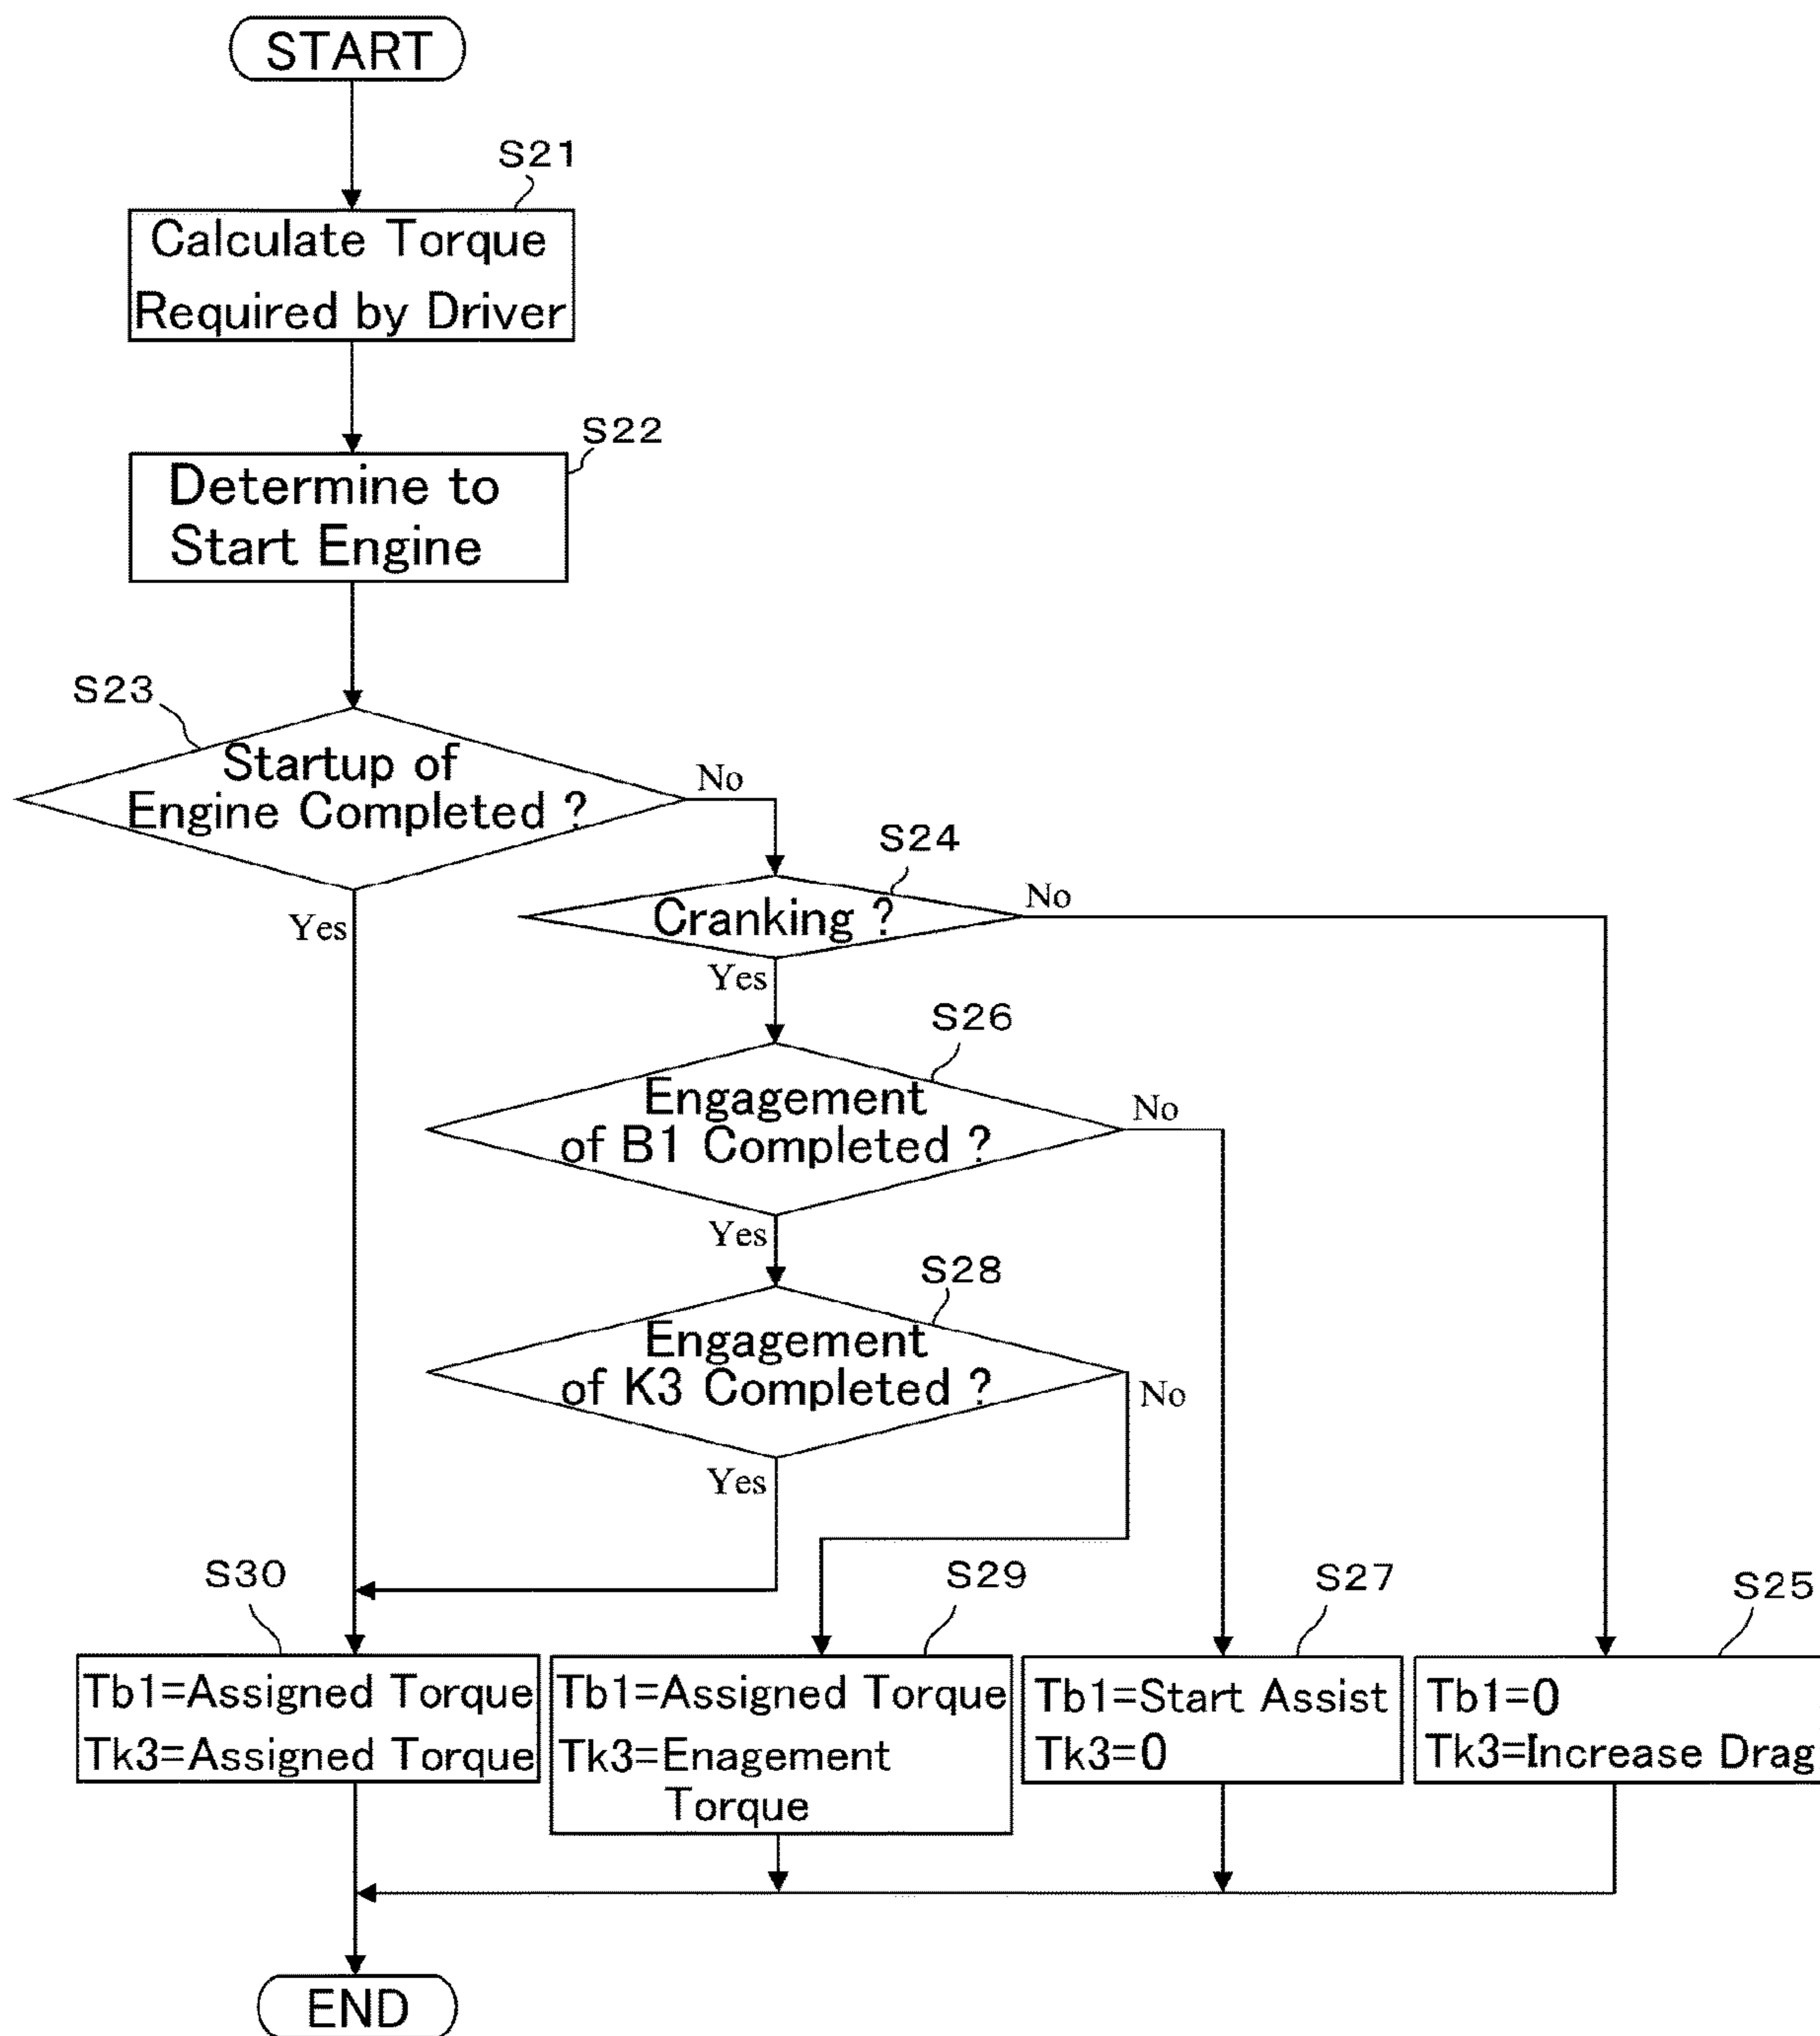 START
S21
Calculate Torque
Required by Driver
S22
Determine to
Start Engine
S23
Startup of
Engine Completed ?
No
Yes
S24
Cranking ?
No
Yes
S26
Engagement
of B1 Completed ?
No
Yes
S28
Engagement
of K3 Completed ?
No
Yes
S30
Tb1=Assigned Torque
Tk3=Assigned Torque
S29
Tb1=Assigned Torque
Tk3=Enagement
Torque
S27
Tb1=Start Assist
Tk3=0
S25
Tb1=0
Tk3=Increase Drag
END